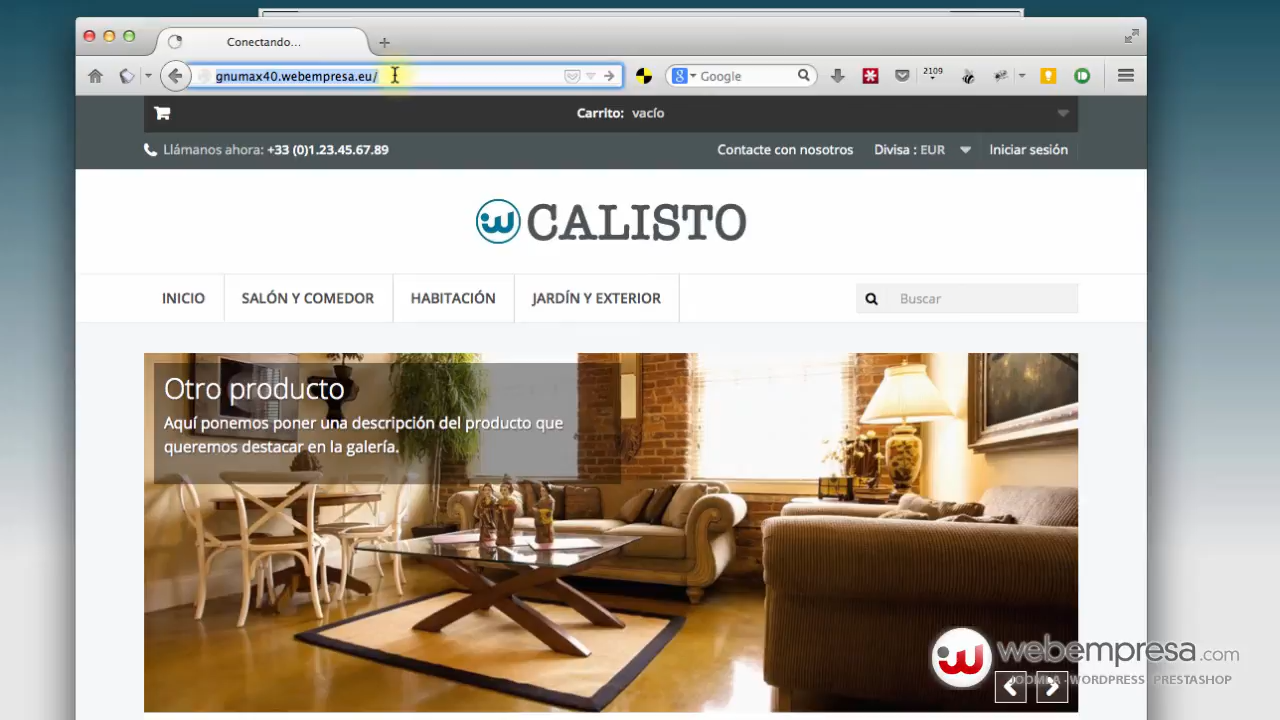 Conectando...
gnumax40.webempresa.eu/
Google
2109
Carrito: vacío
Llámanos ahora: +33 (0)1.23.45.67.89
Contacte con nosotros
Divisa : EUR
Iniciar sesión
CALISTO
INICIO
SALÓN Y COMEDOR
HABITACIÓN
JARDÍN Y EXTERIOR
Buscar
Otro producto
Aquí ponemos poner una descripción del producto que
queremos destacar en la galería.
webempresa.com
JOOMLA - WORDPRESS - PRESTASHOP